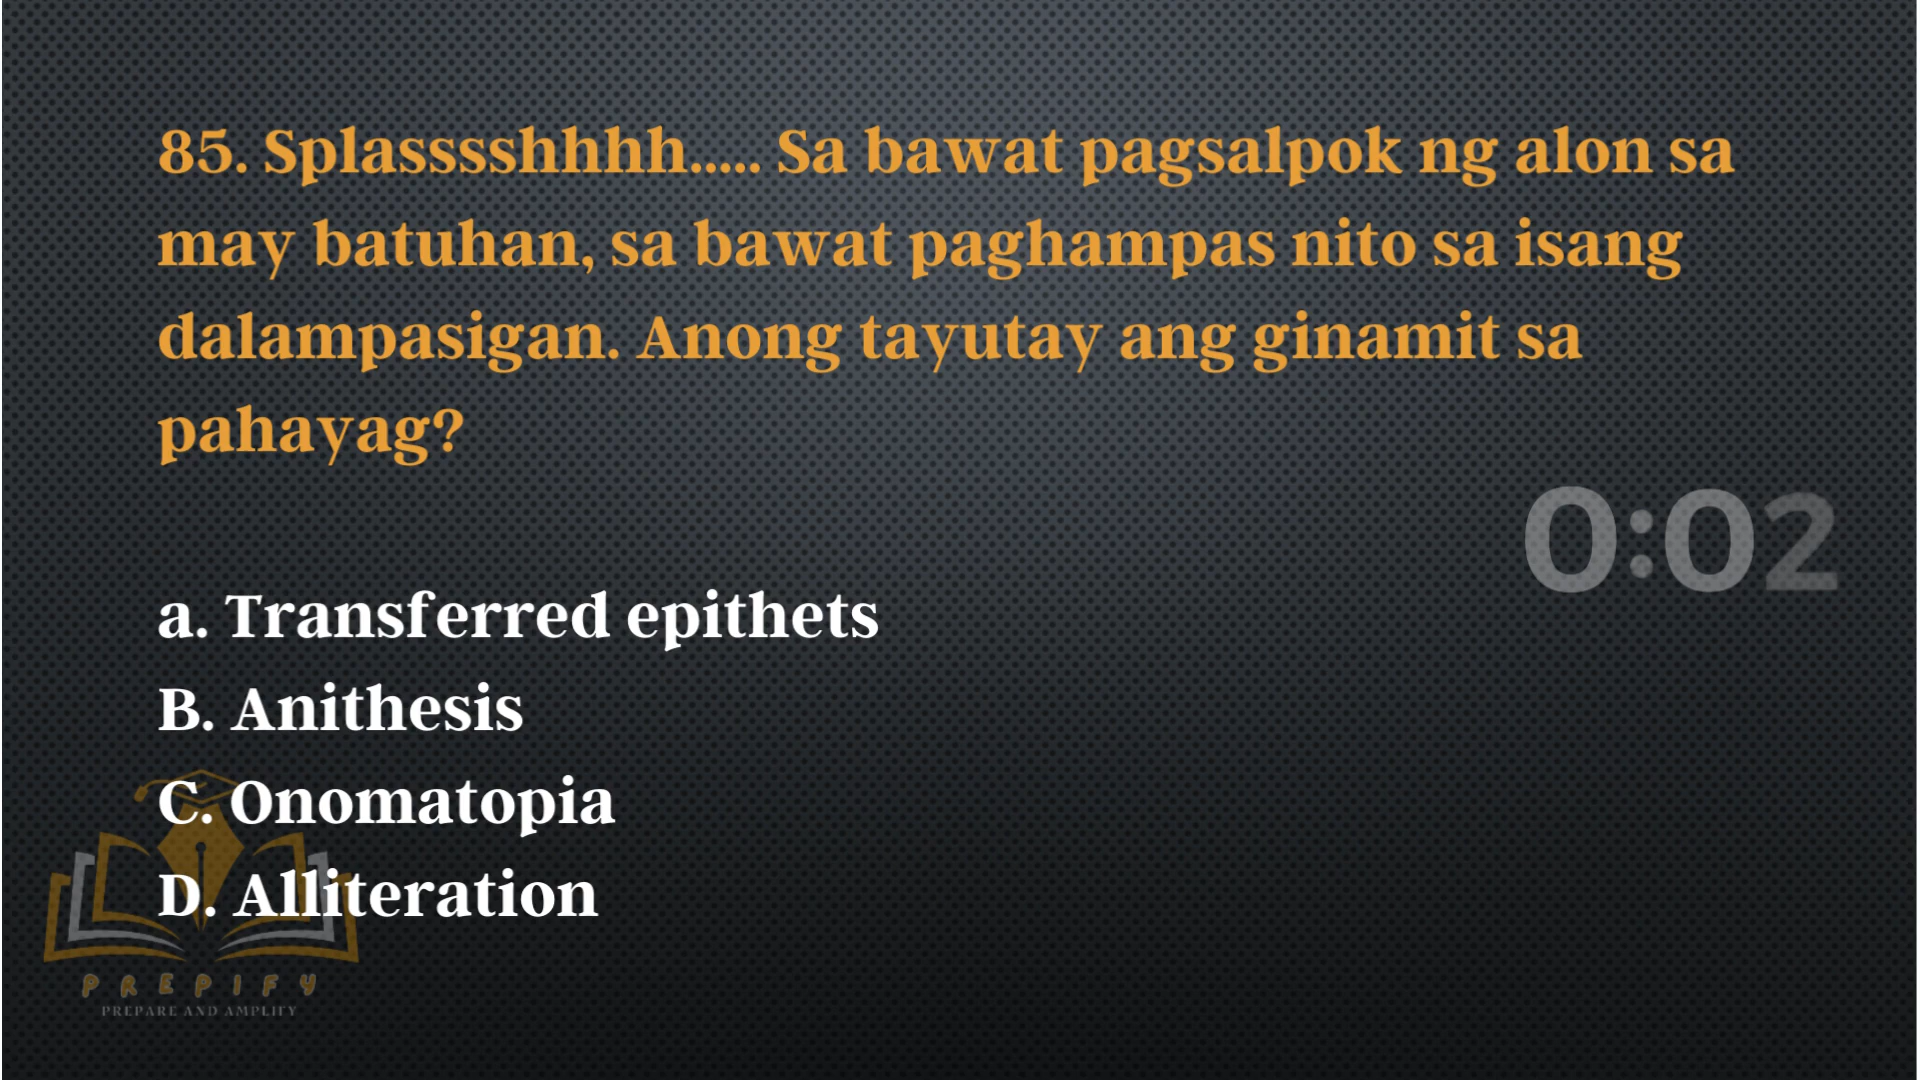 85. Splasssshhhh..... Sa bawat pagsalpok ng alon sa
may batuhan, sa bawat paghampas nito sa isang
dalampasigan. Anong tayutay ang ginamit sa
pahayag?
0:02
a. Transferred epithets
B. Anithesis
C. Onomatopia
D. Alliteration
PREPIFY
PREPARE AND AMPLIFY